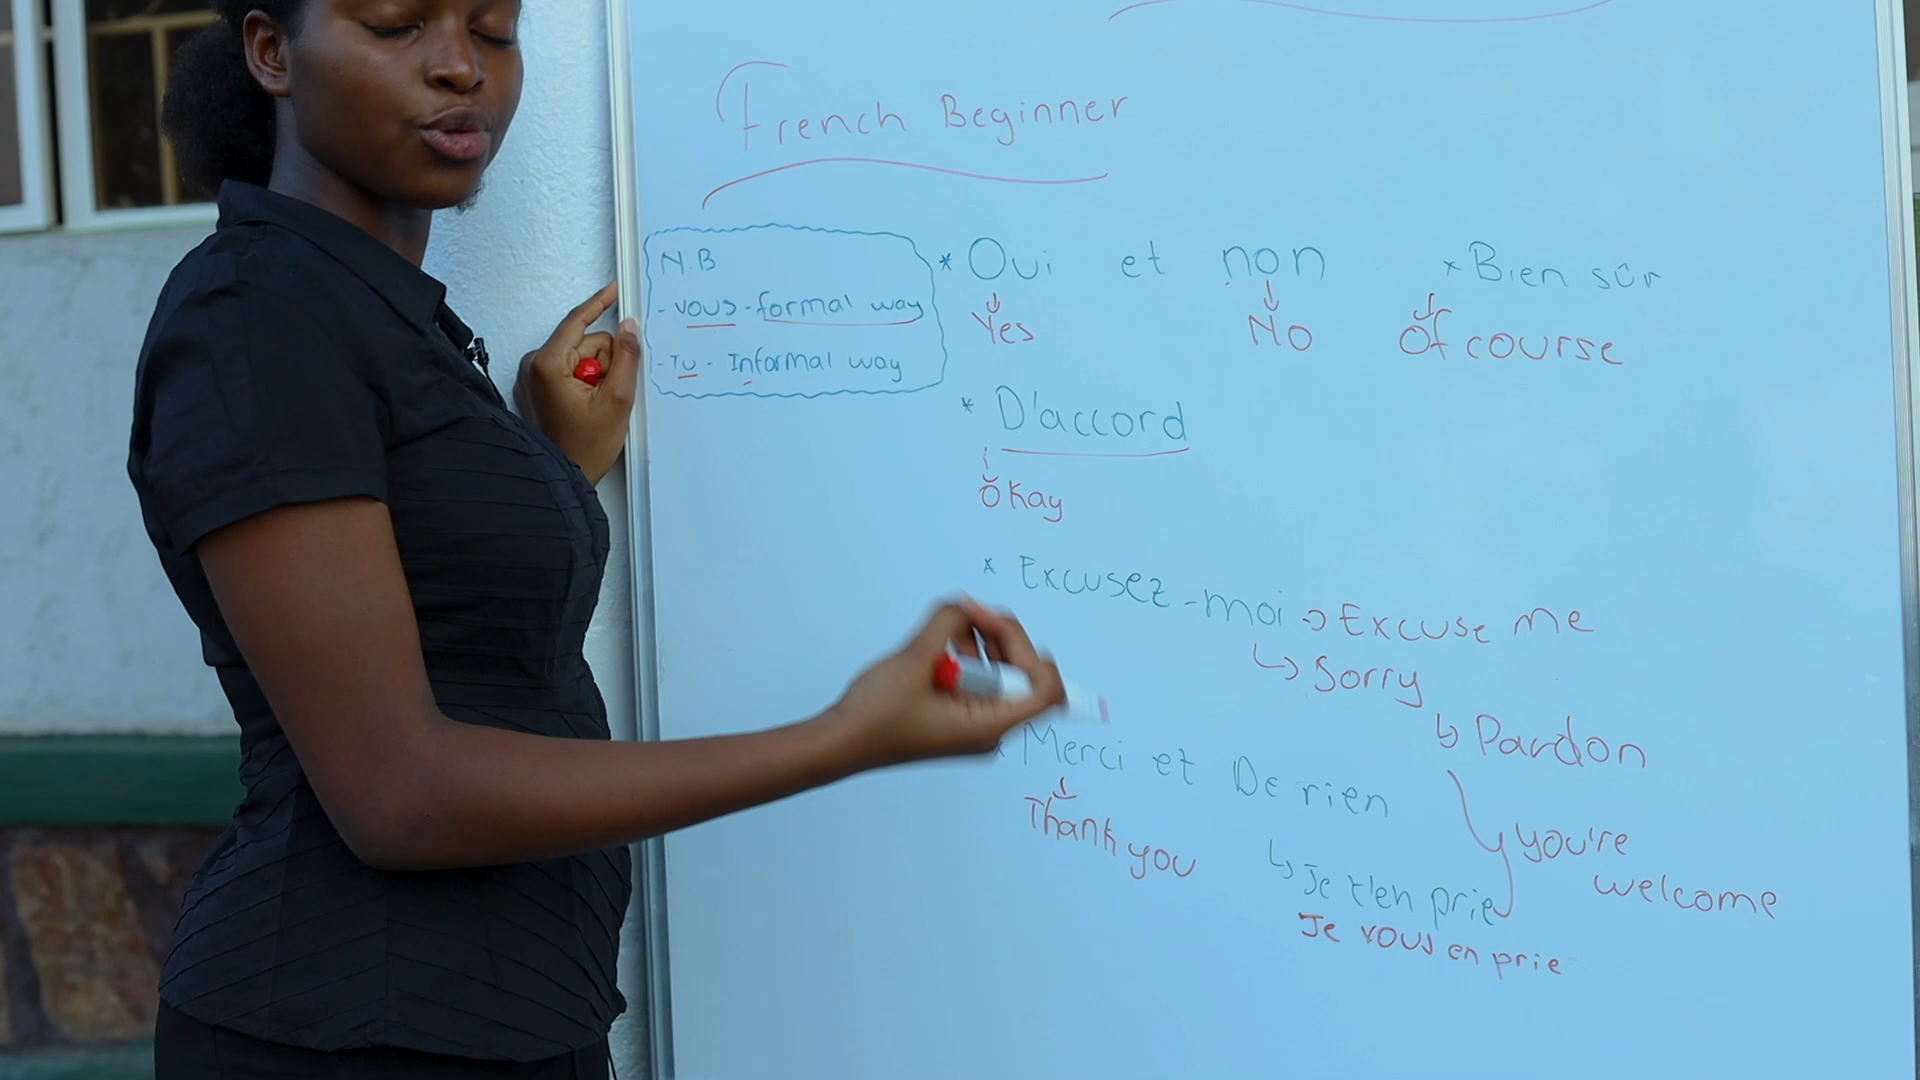 French Beginner
N.B
- vous - formal way
- Tu - Informal way
* Oui et non * Bien sûr
Yes No Of course
* D'accord
Okay
* Excusez-moi → Excuse me
↳ Sorry
↳ Pardon
* Merci et De rien
Thank you
you're
welcome
↳ Je t'en prie
Je vous en prie